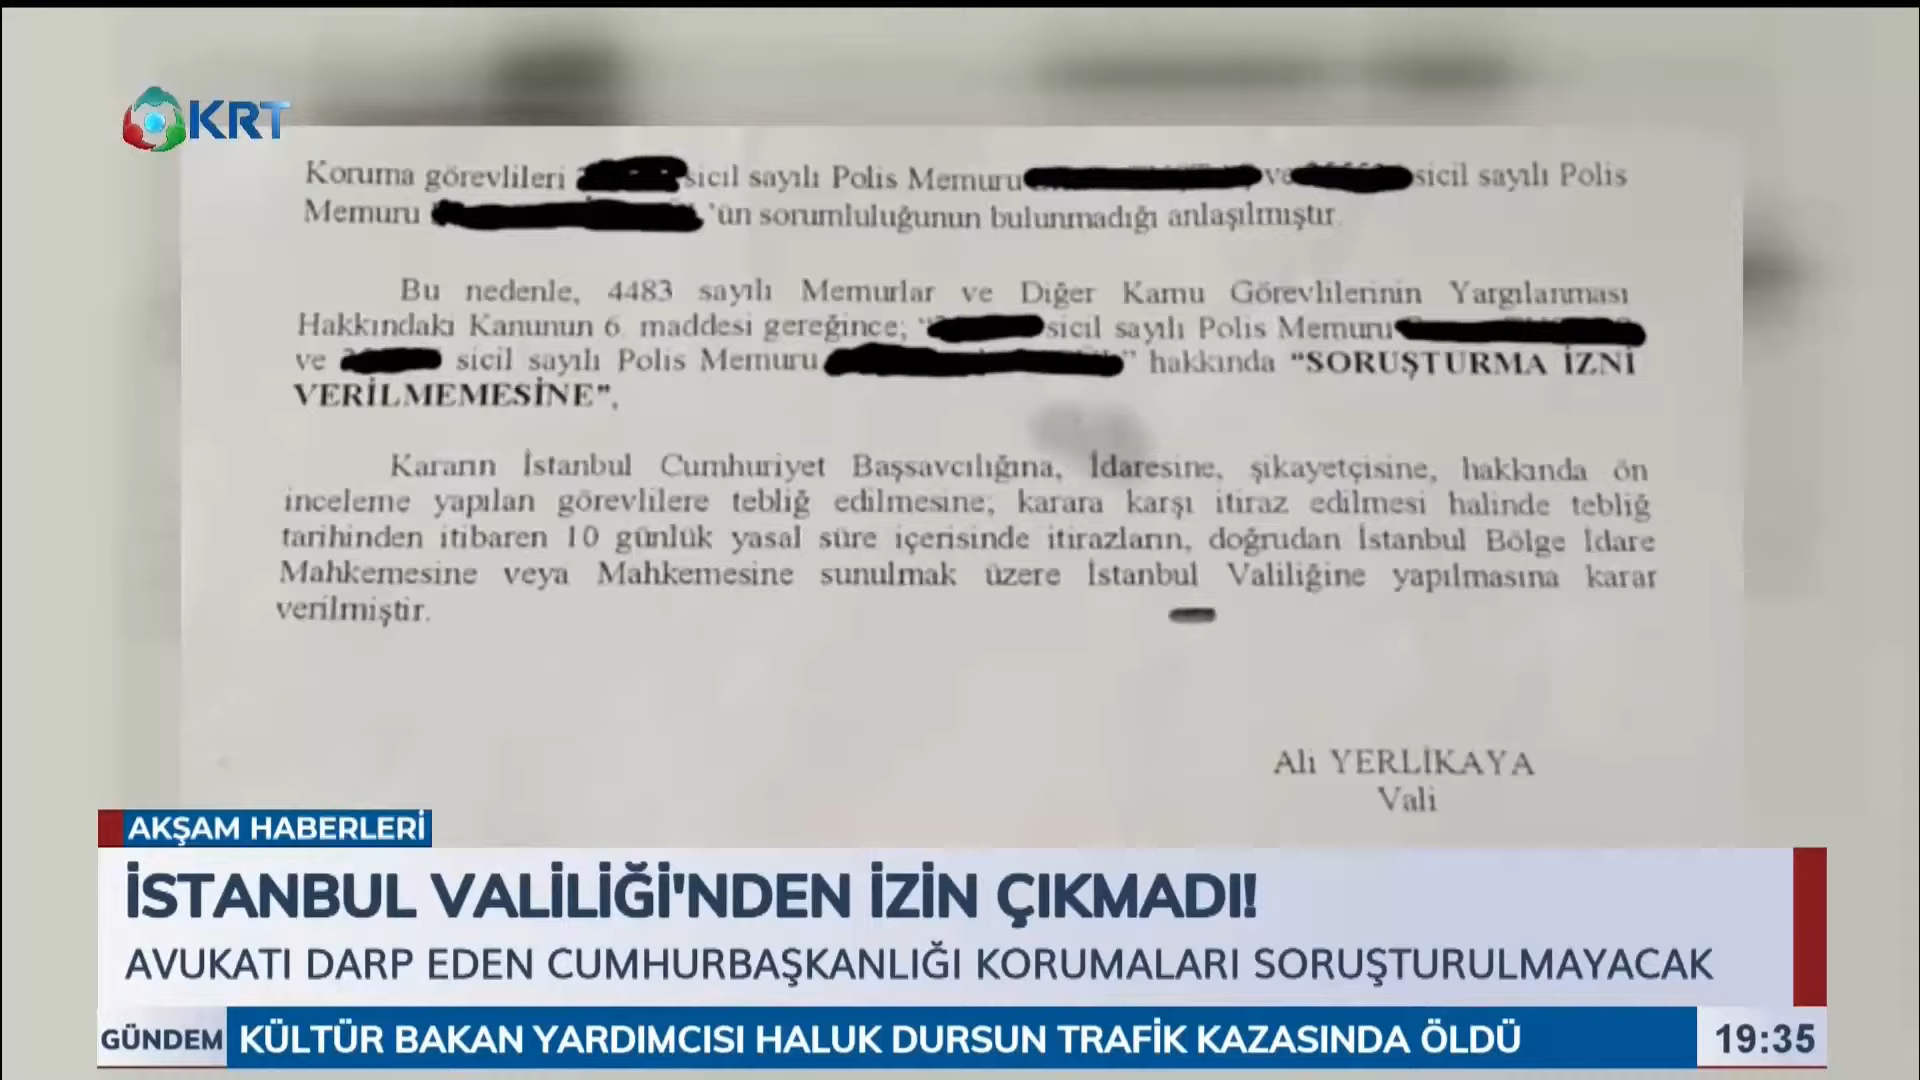 KRT
Koruma görevlileri sicil sayılı Polis Memuru ve sicil sayılı Polis
Memuru 'ün sorumluluğunun bulunmadığı anlaşılmıştır.
Bu nedenle, 4483 sayılı Memurlar ve Diğer Kamu Görevlilerinin Yargılanması
Hakkındaki Kanunun 6. maddesi gereğince; " sicil sayılı Polis Memuru
ve sicil sayılı Polis Memuru " hakkında "SORUŞTURMA İZNİ
VERİLMEMESİNE",
Kararın İstanbul Cumhuriyet Başsavcılığına, İdaresine, şikayetçisine, hakkında ön
inceleme yapılan görevlilere tebliğ edilmesine; karara karşı itiraz edilmesi halinde tebliğ
tarihinden itibaren 10 günlük yasal süre içerisinde itirazların, doğrudan İstanbul Bölge İdare
Mahkemesine veya Mahkemesine sunulmak üzere İstanbul Valiliğine yapılmasına karar
verilmiştir.
Ali YERLİKAYA
Vali
AKŞAM HABERLERİ
İSTANBUL VALİLİĞİ'NDEN İZİN ÇIKMADI!
AVUKATI DARP EDEN CUMHURBAŞKANLIĞI KORUMALARI SORUŞTURULMAYACAK
GÜNDEM KÜLTÜR BAKAN YARDIMCISI HALUK DURSUN TRAFİK KAZASINDA ÖLDÜ 19:35